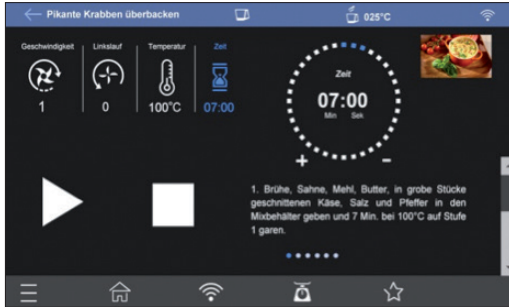 Pikante Krabben überbacken
025°C
Geschwindigkeit
Linkslauf
Temperatur
Zeit
1
0
100°C
07:00
Zeit
07:00
Min Sek
+ -
1. Brühe, Sahne, Mehl, Butter, in grobe Stücke
geschnittenen Käse, Salz und Pfeffer in den
Mixbehälter geben und 7 Min. bei 100°C auf Stufe
1 garen.